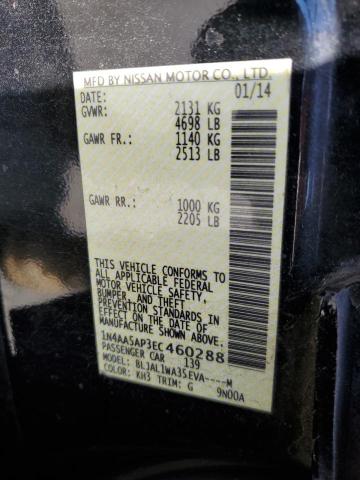 MFD BY NISSAN MOTOR CO., LTD.
DATE: 01/14
GVWR: 2131 KG
4698 LB
GAWR FR.: 1140 KG
2513 LB
GAWR RR.: 1000 KG
2205 LB
THIS VEHICLE CONFORMS TO
ALL APPLICABLE FEDERAL
MOTOR VEHICLE SAFETY,
BUMPER, AND THEFT
PREVENTION STANDARDS IN
EFFECT ON THE DATE OF
MANUFACTURE SHOWN ABOVE.
1N4AA5AP3EC460288
PASSENGER CAR 139
MODEL: BLJAL1WA35EVA----M
COLOR: KH3 TRIM: G 9N00A